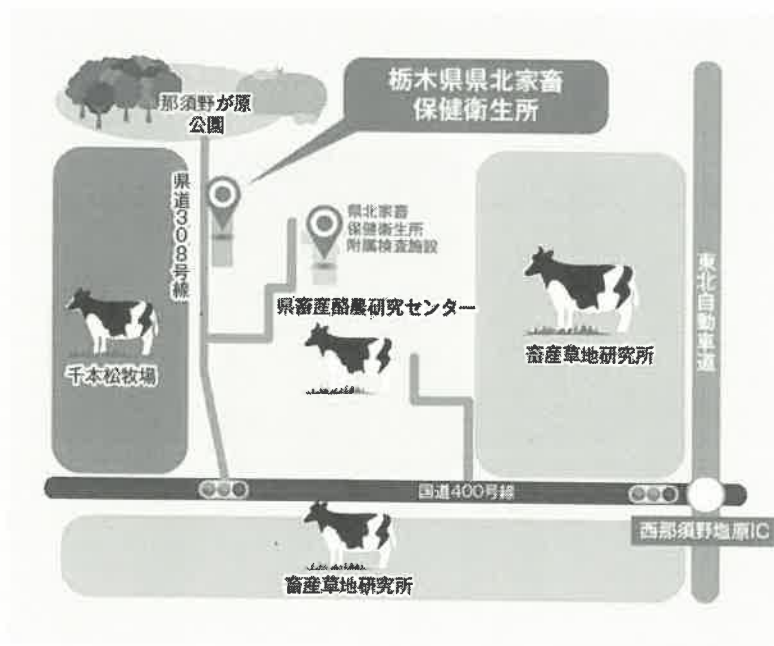 栃木県県北家畜
保健衛生所
那須野が原
公園
県道308号線
県北家畜
保健衛生所
附属検査施設
県畜産酪農研究センター
東北自動車道
畜産草地研究所
千本松牧場
国道400号線
西那須野塩原IC
畜産草地研究所